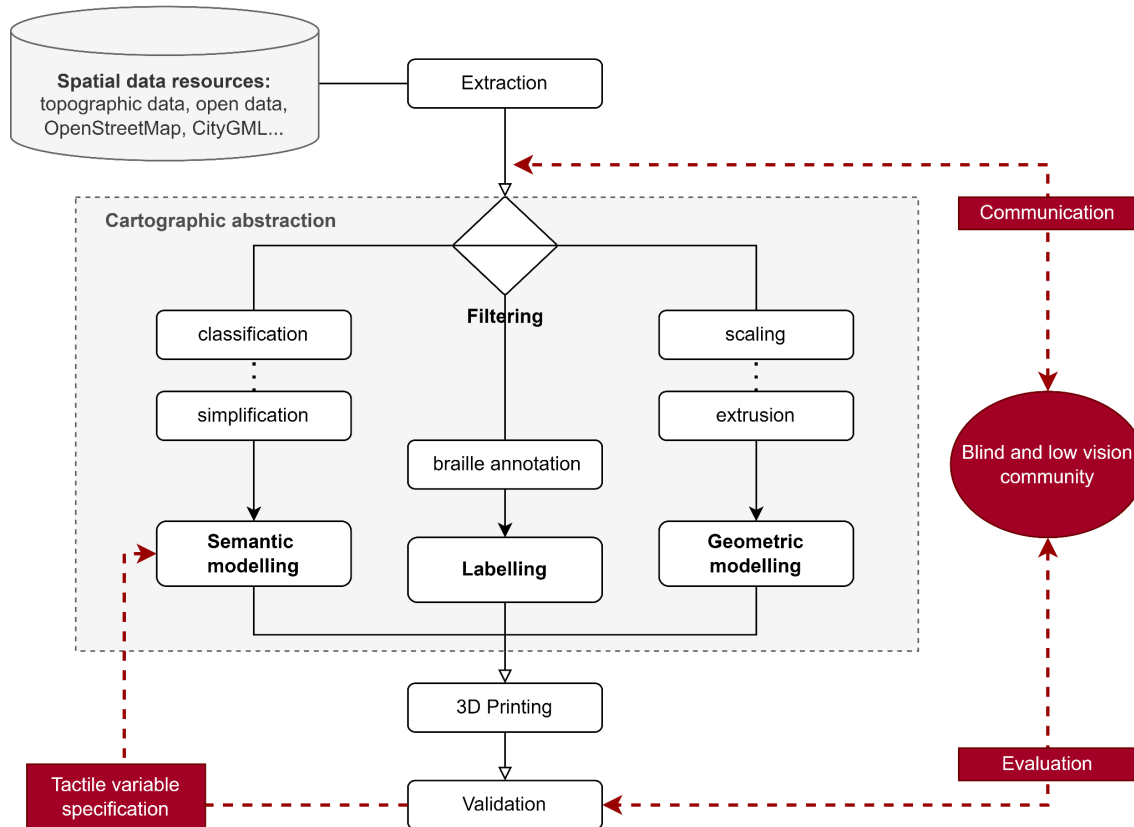 Spatial data resources:
topographic data, open data,
OpenStreetMap, CityGML...
Extraction
Communication
Cartographic abstraction
Filtering
classification
scaling
simplification
extrusion
braille annotation
Blind and low vision
community
Semantic
modelling
Labelling
Geometric
modelling
3D Printing
Evaluation
Tactile variable
specification
Validation